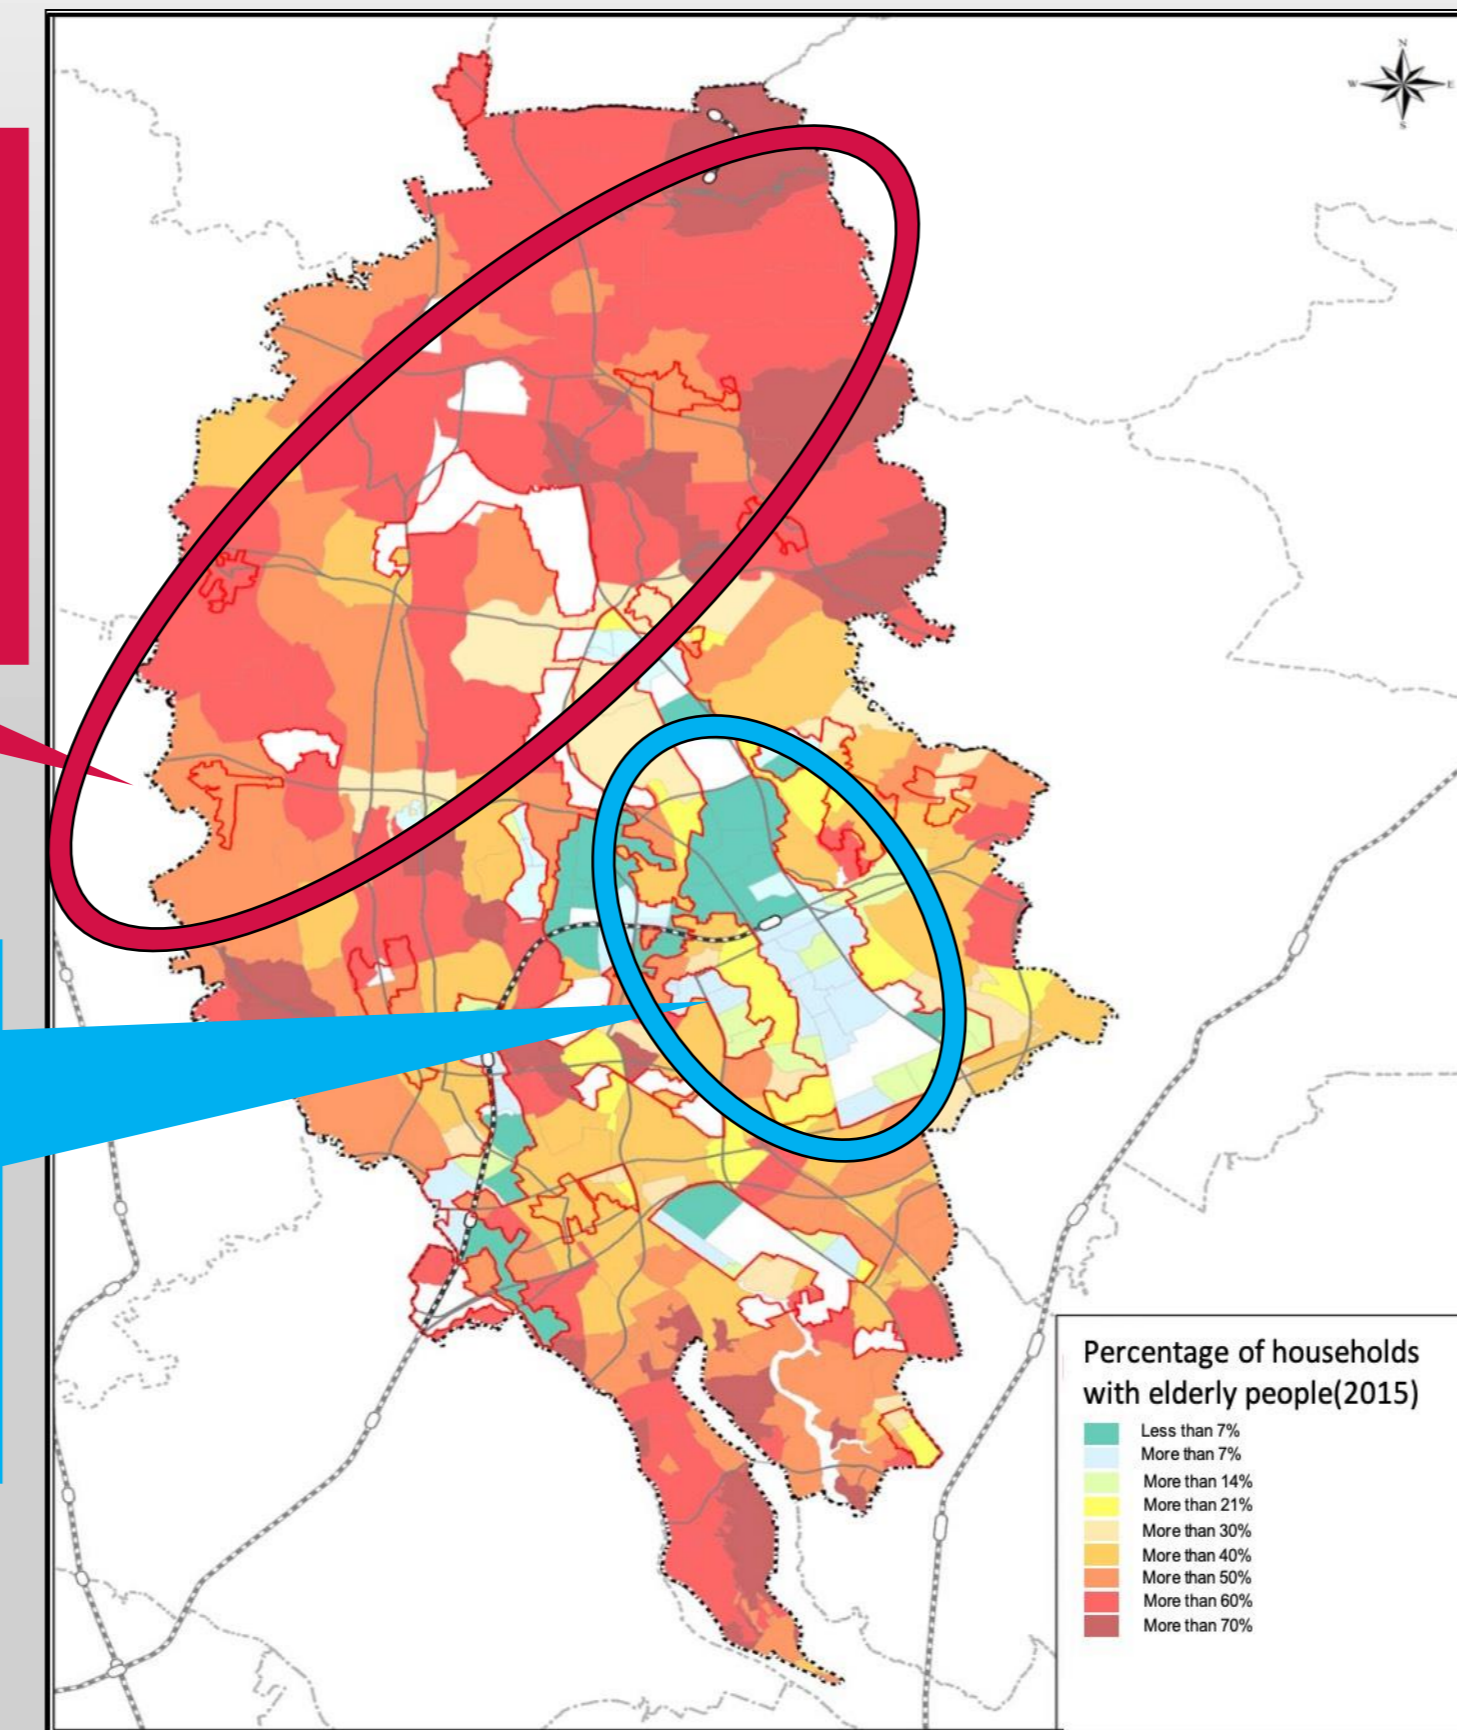 N
W
E
S
Percentage of households
with elderly people(2015)
Less than 7%
More than 7%
More than 14%
More than 21%
More than 30%
More than 40%
More than 50%
More than 60%
More than 70%